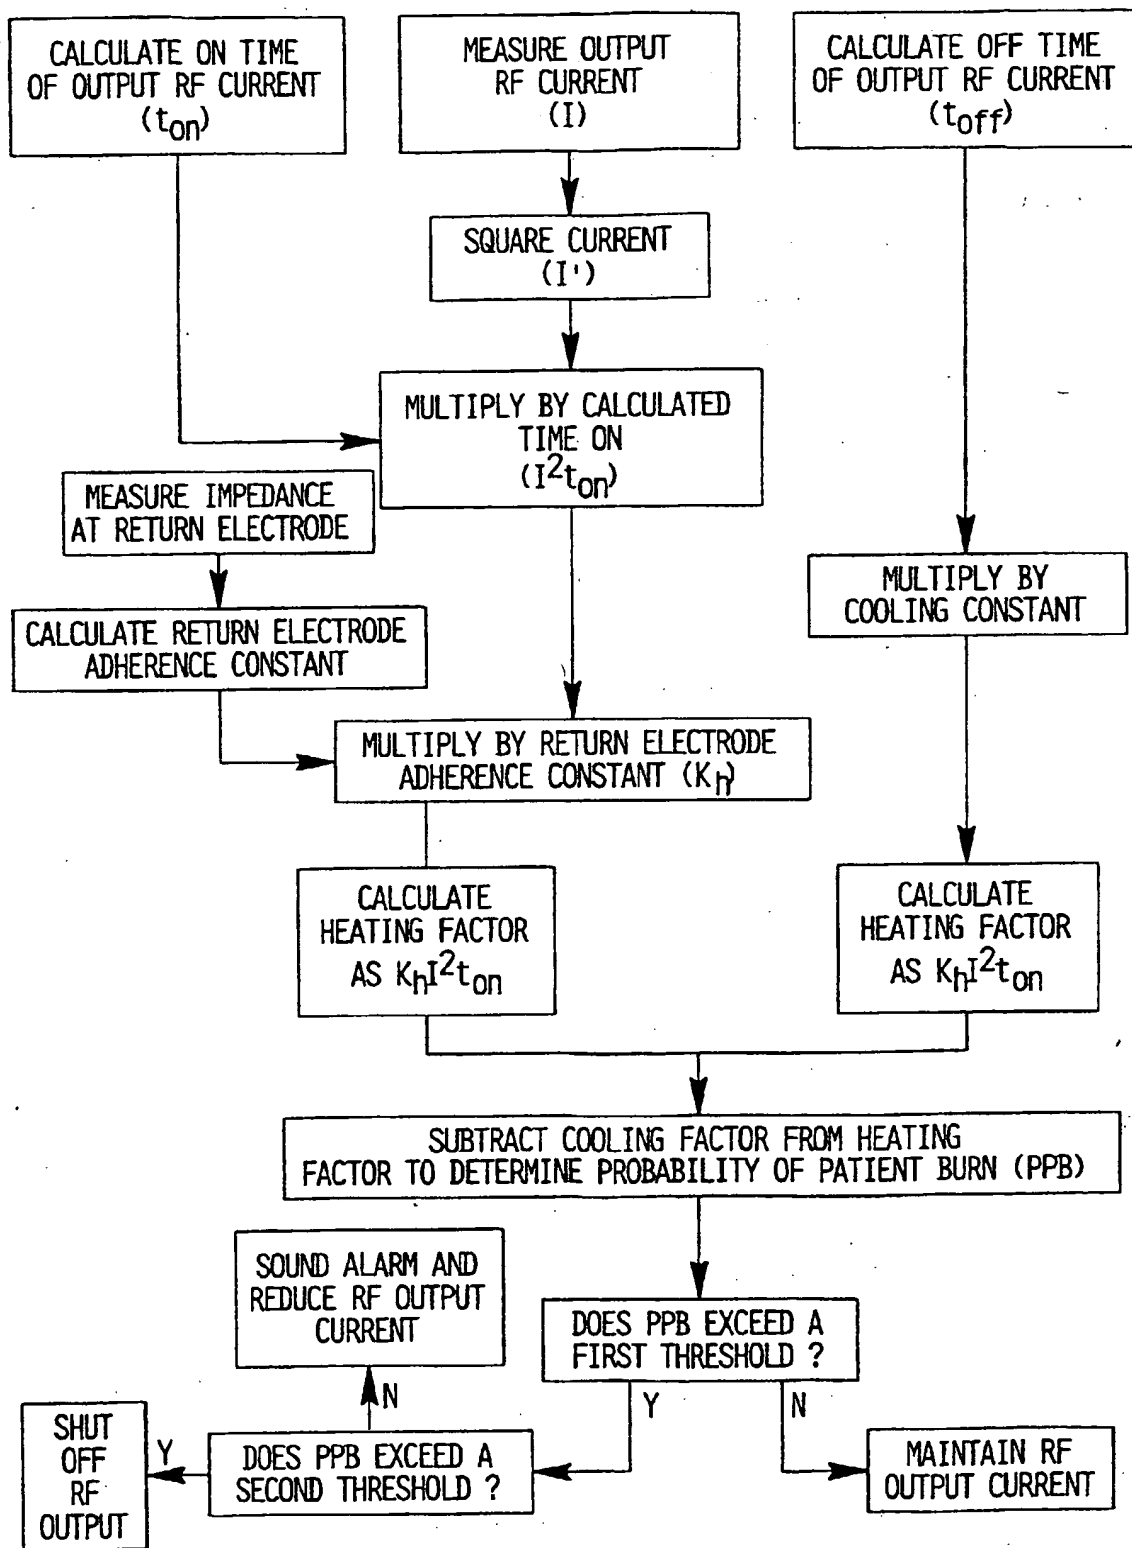 CALCULATE ON TIME
OF OUTPUT RF CURRENT
(ton)
MEASURE OUTPUT
RF CURRENT
(I)
CALCULATE OFF TIME
OF OUTPUT RF CURRENT
(toff)
SQUARE CURRENT
(I')
MULTIPLY BY CALCULATED
TIME ON
(I²ton)
MEASURE IMPEDANCE
AT RETURN ELECTRODE
MULTIPLY BY
COOLING CONSTANT
CALCULATE RETURN ELECTRODE
ADHERENCE CONSTANT
MULTIPLY BY RETURN ELECTRODE
ADHERENCE CONSTANT (Kh)
CALCULATE
HEATING FACTOR
AS KhI²ton
CALCULATE
HEATING FACTOR
AS KhI²ton
SUBTRACT COOLING FACTOR FROM HEATING
FACTOR TO DETERMINE PROBABILITY OF PATIENT BURN (PPB)
SOUND ALARM AND
REDUCE RF OUTPUT
CURRENT
DOES PPB EXCEED A
FIRST THRESHOLD ?
N
Y
N
SHUT
OFF
RF
OUTPUT
Y
DOES PPB EXCEED A
SECOND THRESHOLD ?
MAINTAIN RF
OUTPUT CURRENT